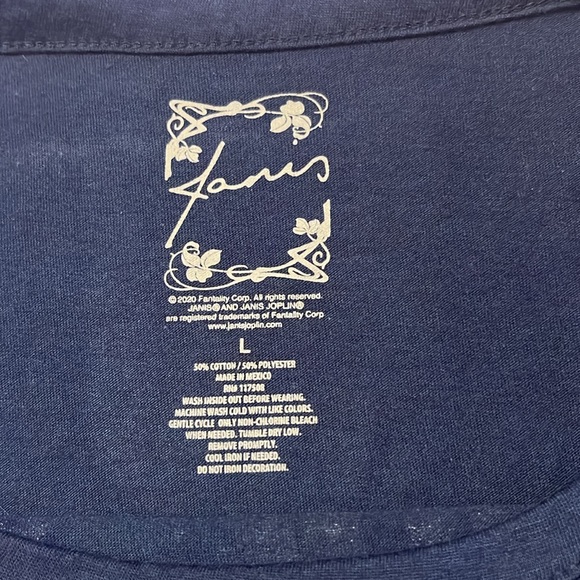 Janis
© 2020 Fantality Corp. All rights reserved.
JANIS® AND JANIS JOPLIN®
are registered trademarks of Fantality Corp
www.janisjoplin.com
L
50% COTTON / 50% POLYESTER
MADE IN MEXICO
RN# 117508
WASH INSIDE OUT BEFORE WEARING.
MACHINE WASH COLD WITH LIKE COLORS.
GENTLE CYCLE ONLY NON-CHLORINE BLEACH
WHEN NEEDED. TUMBLE DRY LOW.
REMOVE PROMPTLY.
COOL IRON IF NEEDED.
DO NOT IRON DECORATION.